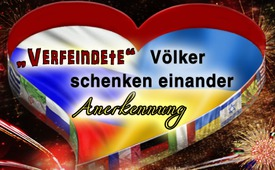 „Verfeindete“ Völker
schenken einander
Anerkennung